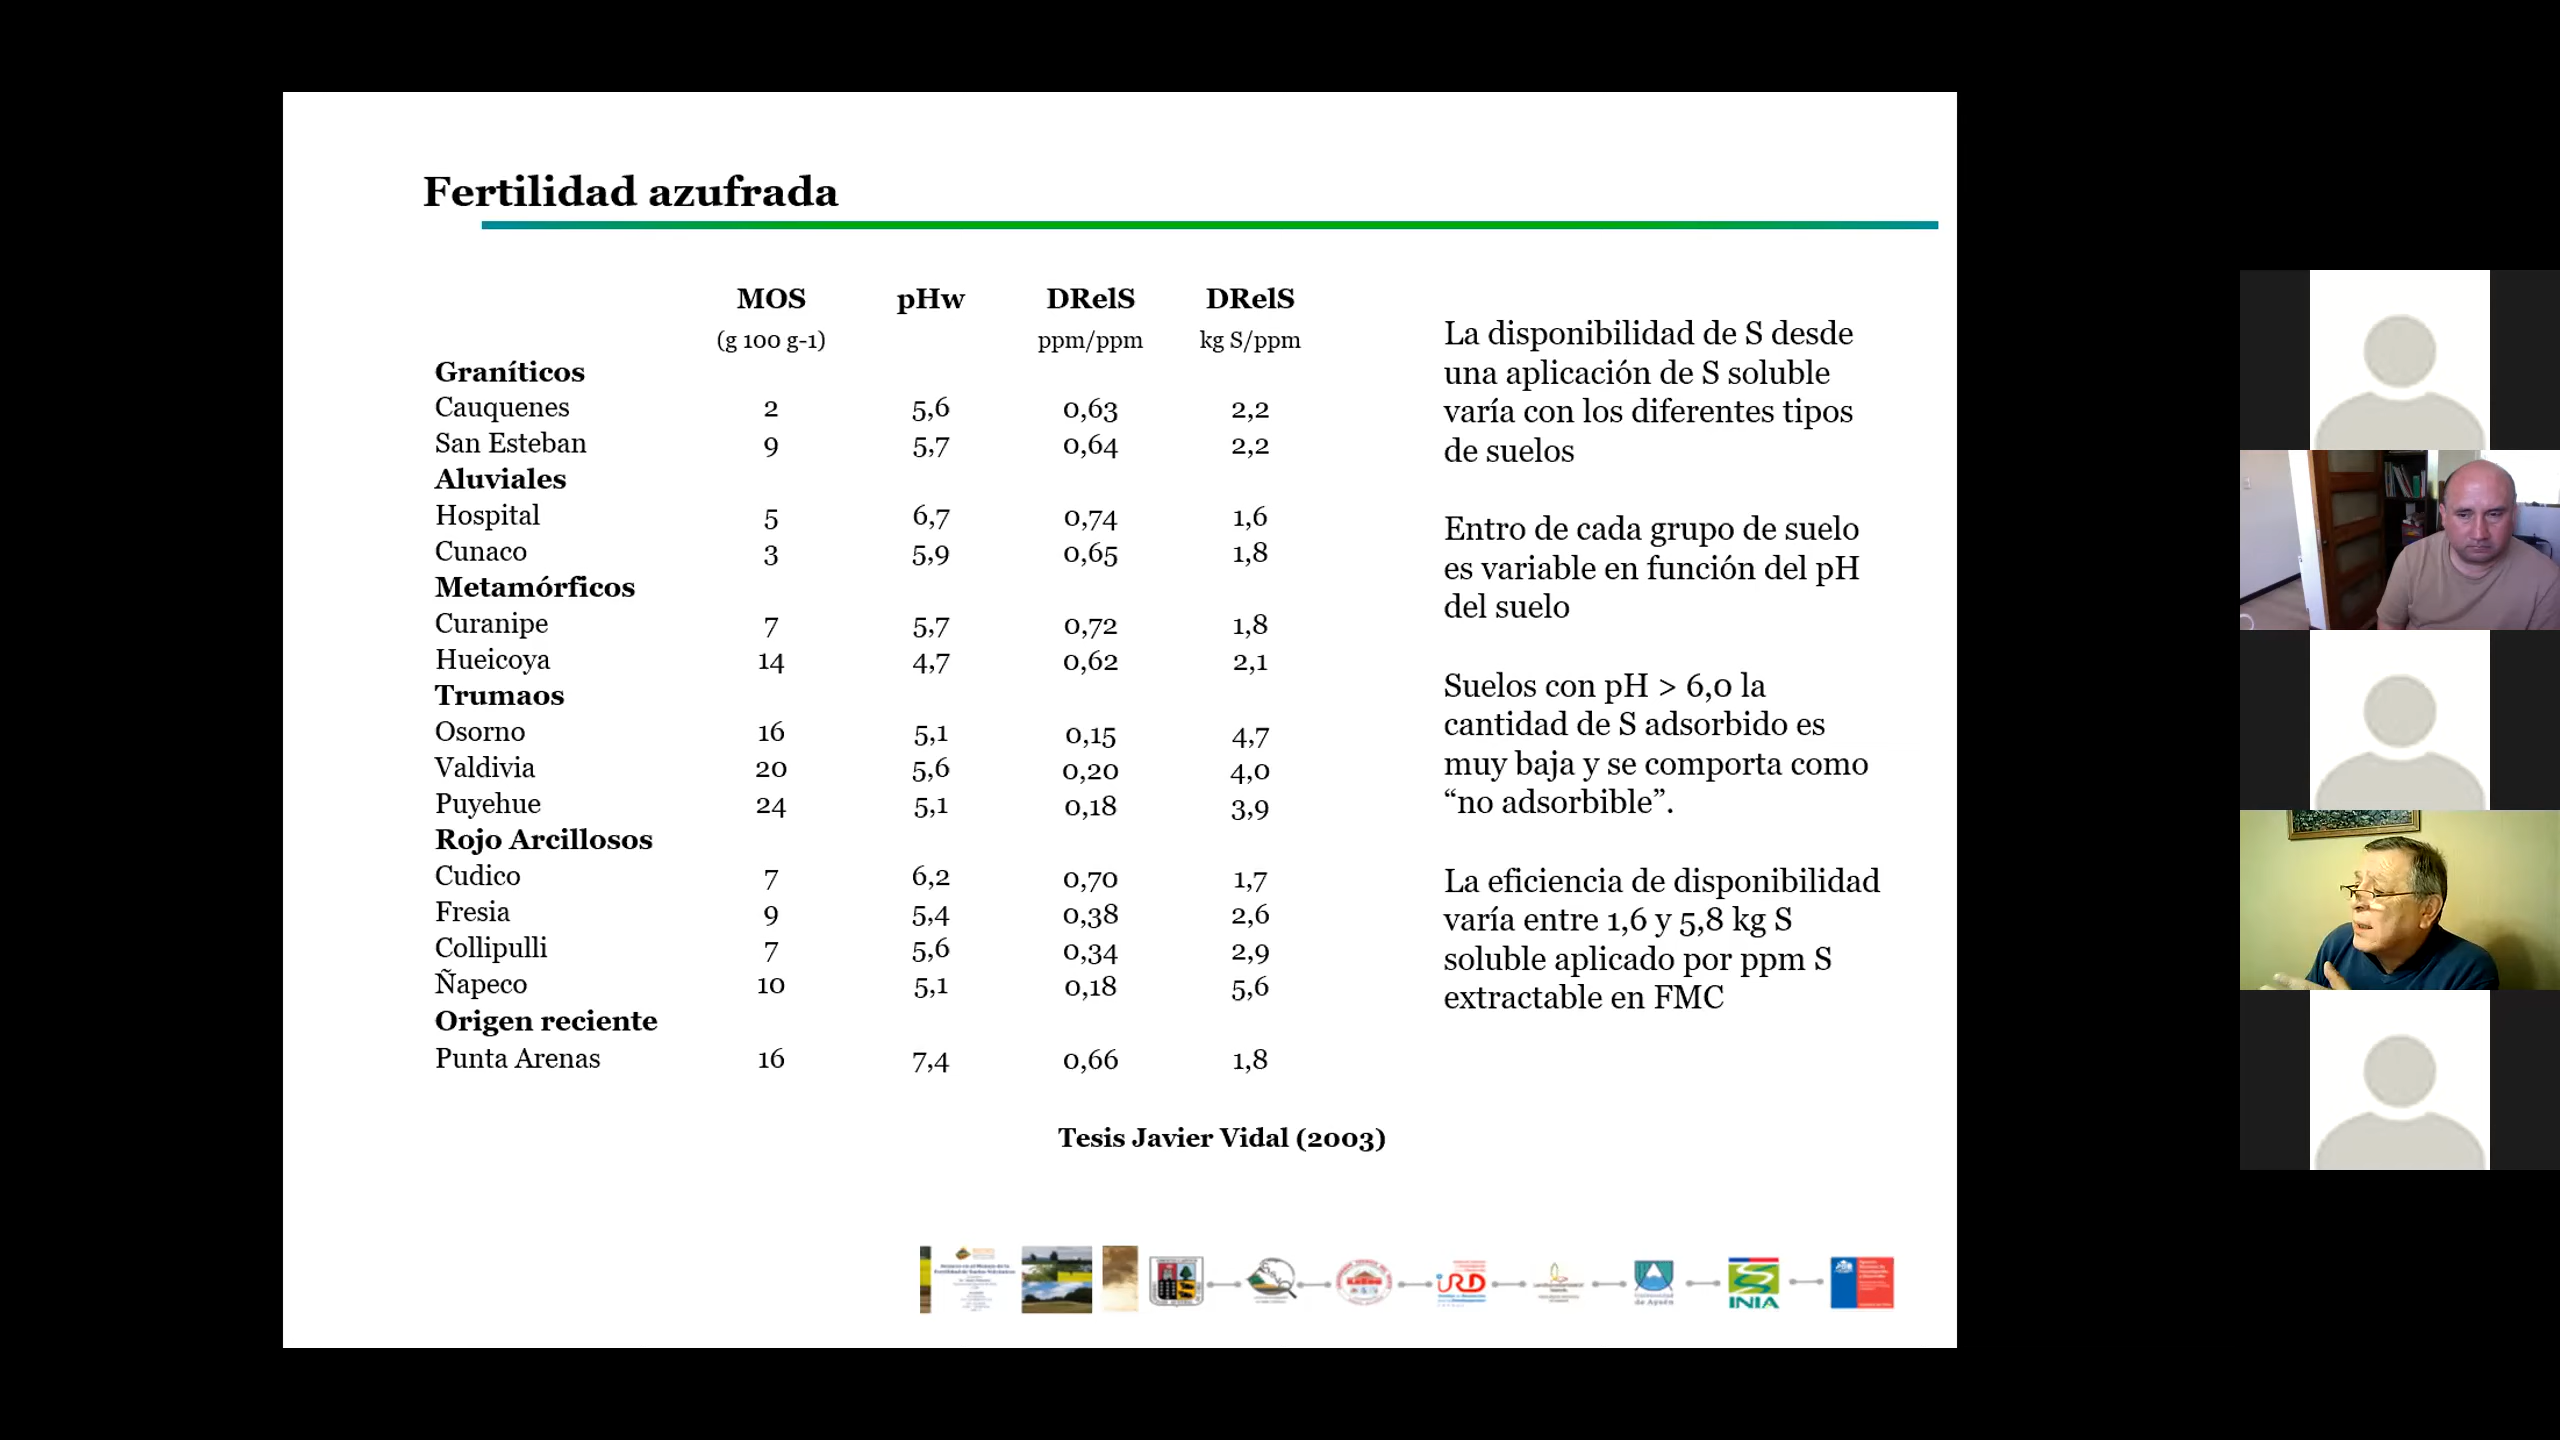 Fertilidad azufrada
MOS pHw DRelS DRelS
(g 100 g-1) ppm/ppm kg S/ppm
Graníticos
Cauquenes 2 5,6 0,63 2,2
San Esteban 9 5,7 0,64 2,2
Aluviales
Hospital 5 6,7 0,74 1,6
Cunaco 3 5,9 0,65 1,8
Metamórficos
Curanipe 7 5,7 0,72 1,8
Hueicoya 14 4,7 0,62 2,1
Trumaos
Osorno 16 5,1 0,15 4,7
Valdivia 20 5,6 0,20 4,0
Puyehue 24 5,1 0,18 3,9
Rojo Arcillosos
Cudico 7 6,2 0,70 1,7
Fresia 9 5,4 0,38 2,6
Collipulli 7 5,6 0,34 2,9
Ñapeco 10 5,1 0,18 5,6
Origen reciente
Punta Arenas 16 7,4 0,66 1,8
Tesis Javier Vidal (2003)
La disponibilidad de S desde
una aplicación de S soluble
varía con los diferentes tipos
de suelos
Entro de cada grupo de suelo
es variable en función del pH
del suelo
Suelos con pH > 6,0 la
cantidad de S adsorbido es
muy baja y se comporta como
“no adsorbible”.
La eficiencia de disponibilidad
varía entre 1,6 y 5,8 kg S
soluble aplicado por ppm S
extractable en FMC
iRD
Universidad
de Aysén
INIA